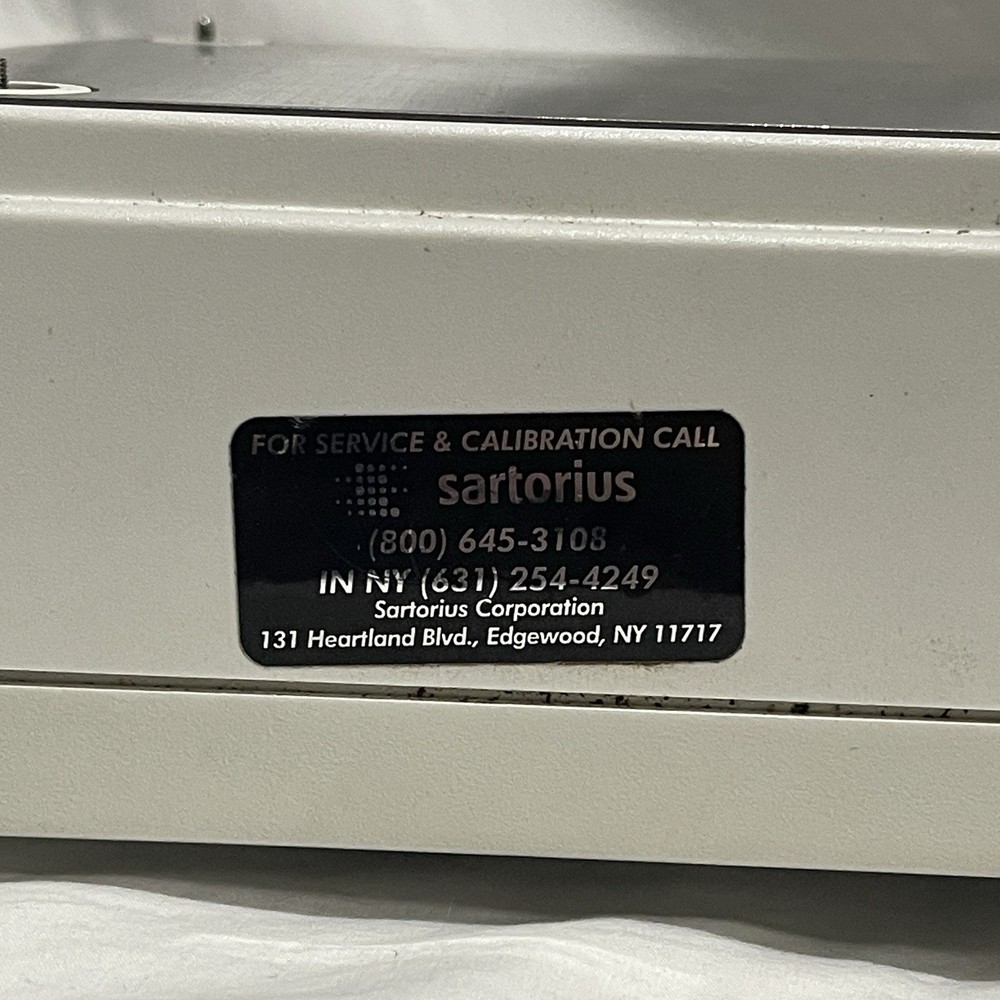 FOR SERVICE & CALIBRATION CALL
sartorius
(800) 645-3108
IN NY (631) 254-4249
Sartorius Corporation
131 Heartland Blvd., Edgewood, NY 11717